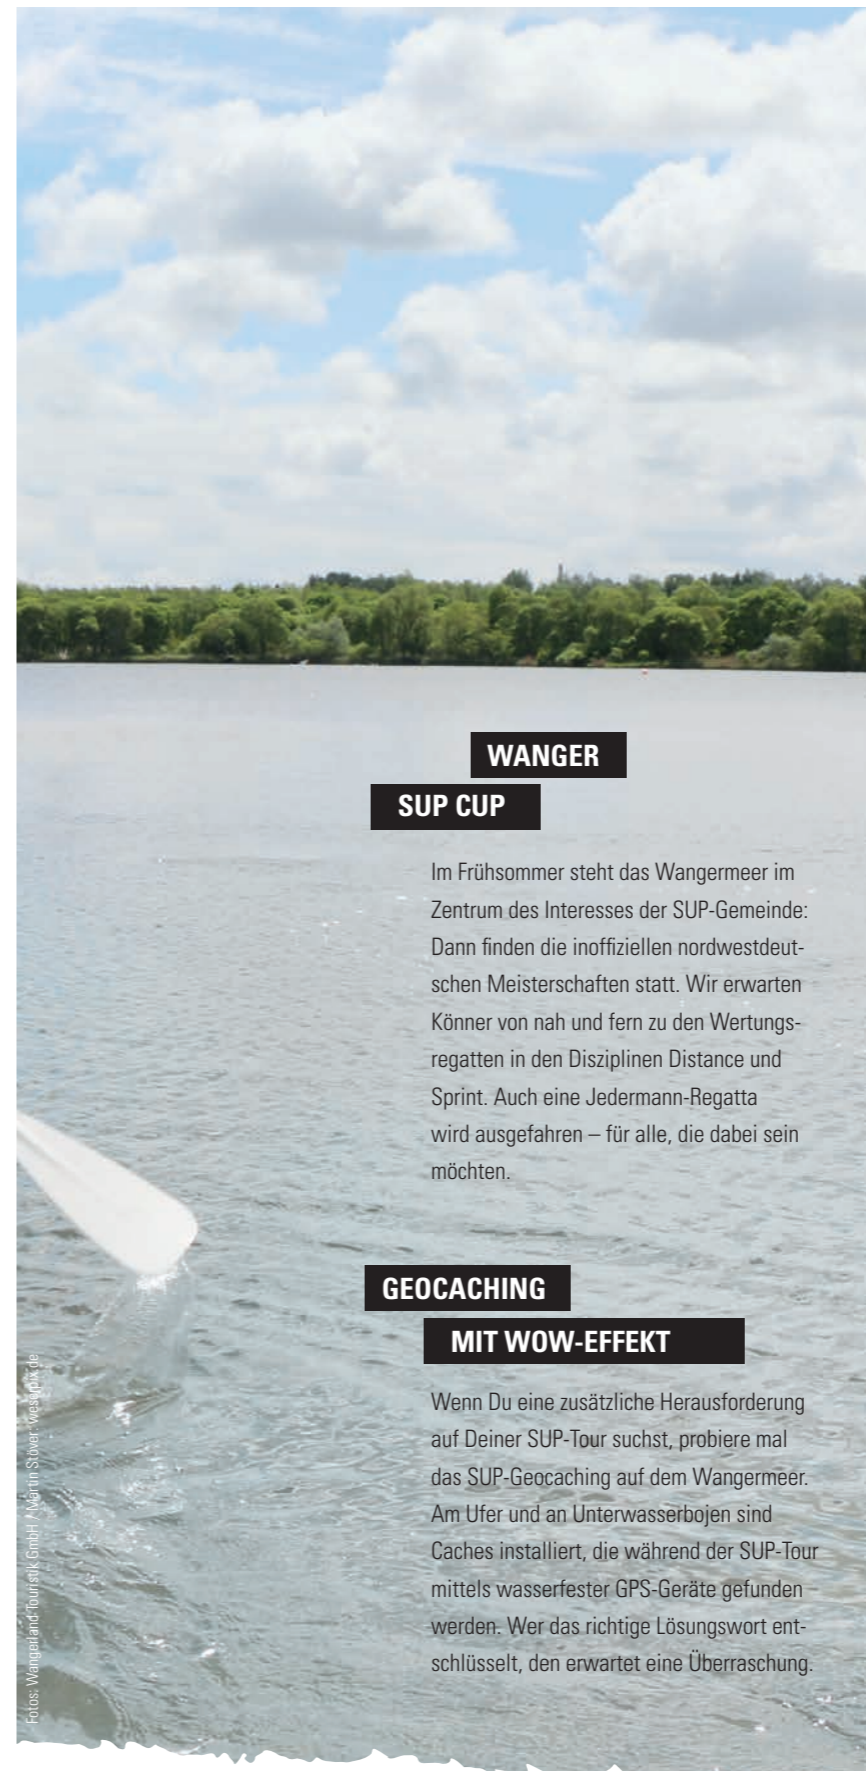 WANGER
SUP CUP
Im Frühsommer steht das Wangermeer im
Zentrum des Interesses der SUP-Gemeinde:
Dann finden die inoffiziellen nordwestdeut-
schen Meisterschaften statt. Wir erwarten
Könner von nah und fern zu den Wertungs-
regatten in den Disziplinen Distance und
Sprint. Auch eine Jedermann-Regatta
wird ausgefahren – für alle, die dabei sein
möchten.
GEOCACHING
MIT WOW-EFFEKT
Wenn Du eine zusätzliche Herausforderung
auf Deiner SUP-Tour suchst, probiere mal
das SUP-Geocaching auf dem Wangermeer.
Am Ufer und an Unterwasserbojen sind
Caches installiert, die während der SUP-Tour
mittels wasserfester GPS-Geräte gefunden
werden. Wer das richtige Lösungswort ent-
schlüsselt, den erwartet eine Überraschung.
Fotos: Wangerland Touristik GmbH / Martin Stöver, weserpix.de